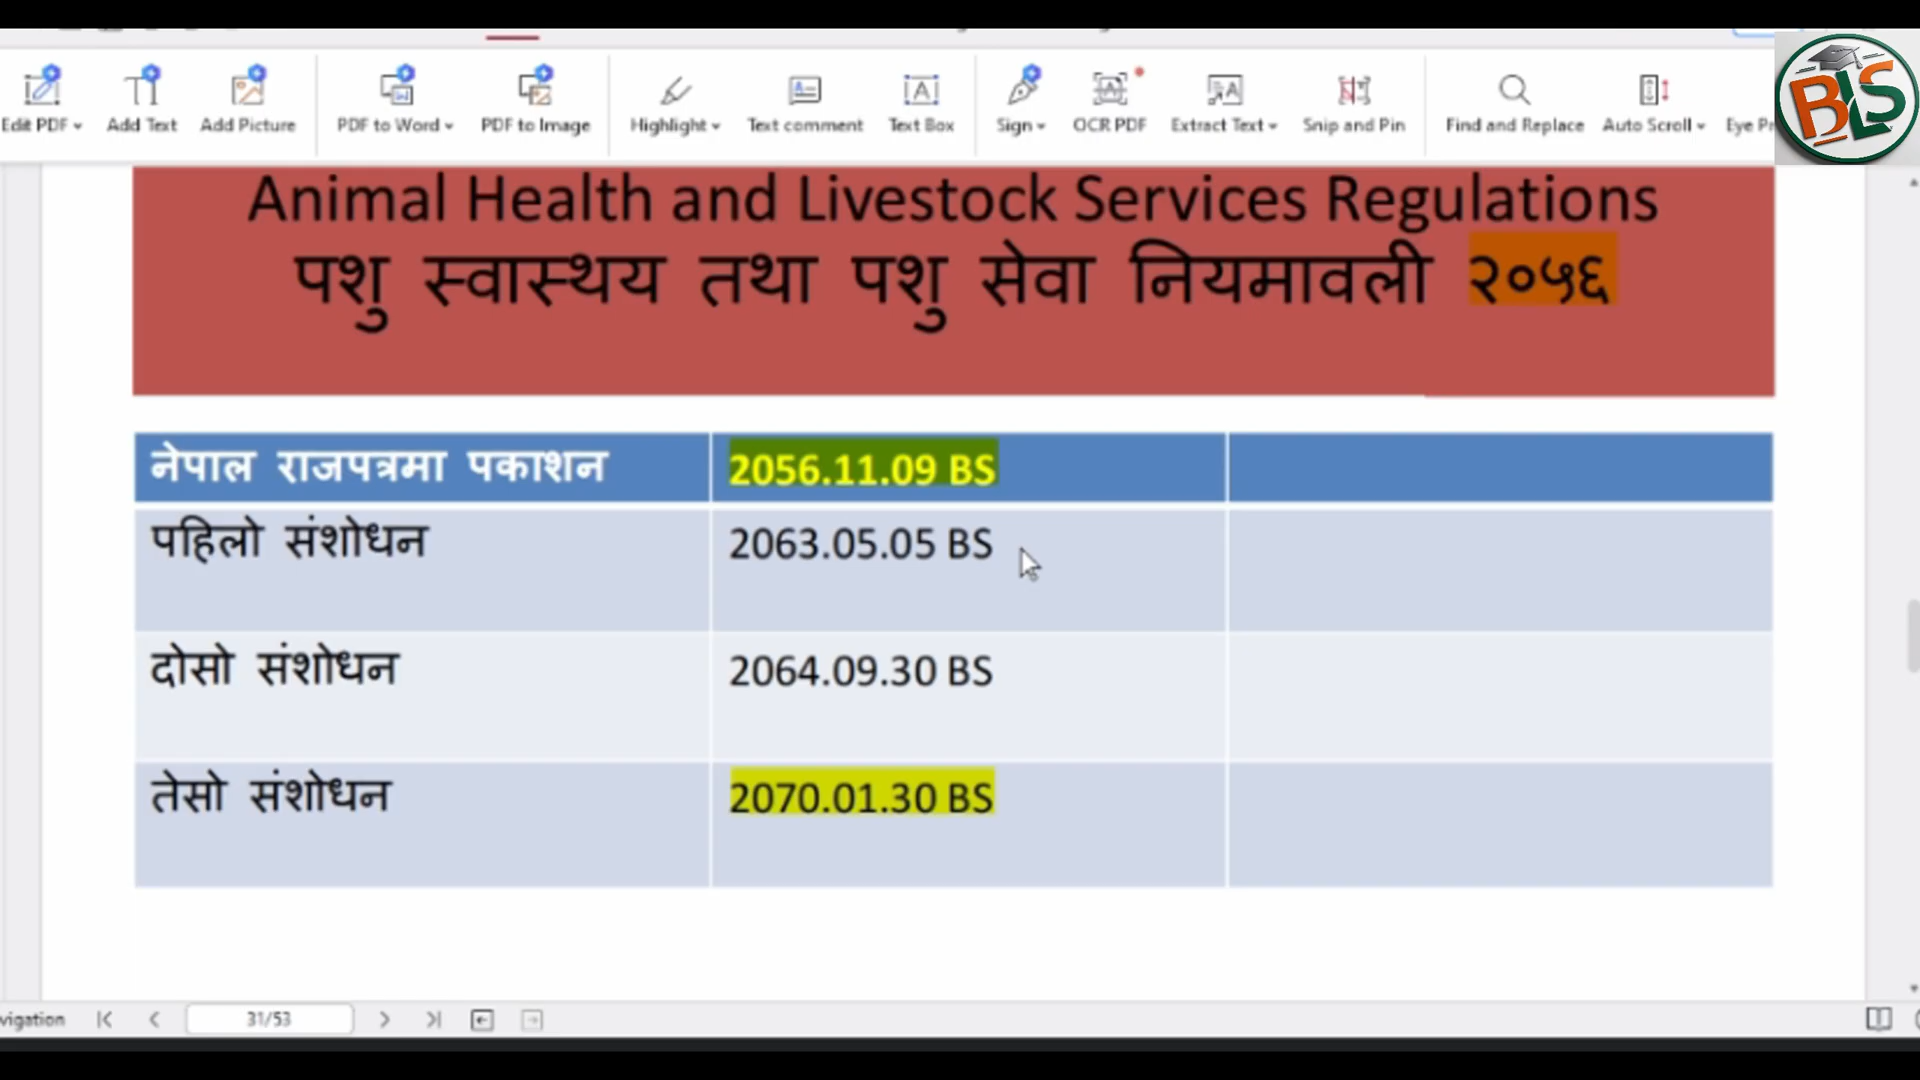 Edit PDF Add Text Add Picture PDF to Word PDF to Image Highlight Text comment Text Box Sign OCR PDF Extract Text Snip and Pin Find and Replace Auto Scroll Eye
BLS
Animal Health and Livestock Services Regulations
पशु स्वास्थय तथा पशु सेवा नियमावली २०५६
नेपाल राजपत्रमा पकाशन 2056.11.09 BS
पहिलो संशोधन 2063.05.05 BS
दोसो संशोधन 2064.09.30 BS
तेसो संशोधन 2070.01.30 BS
vigation 31/53